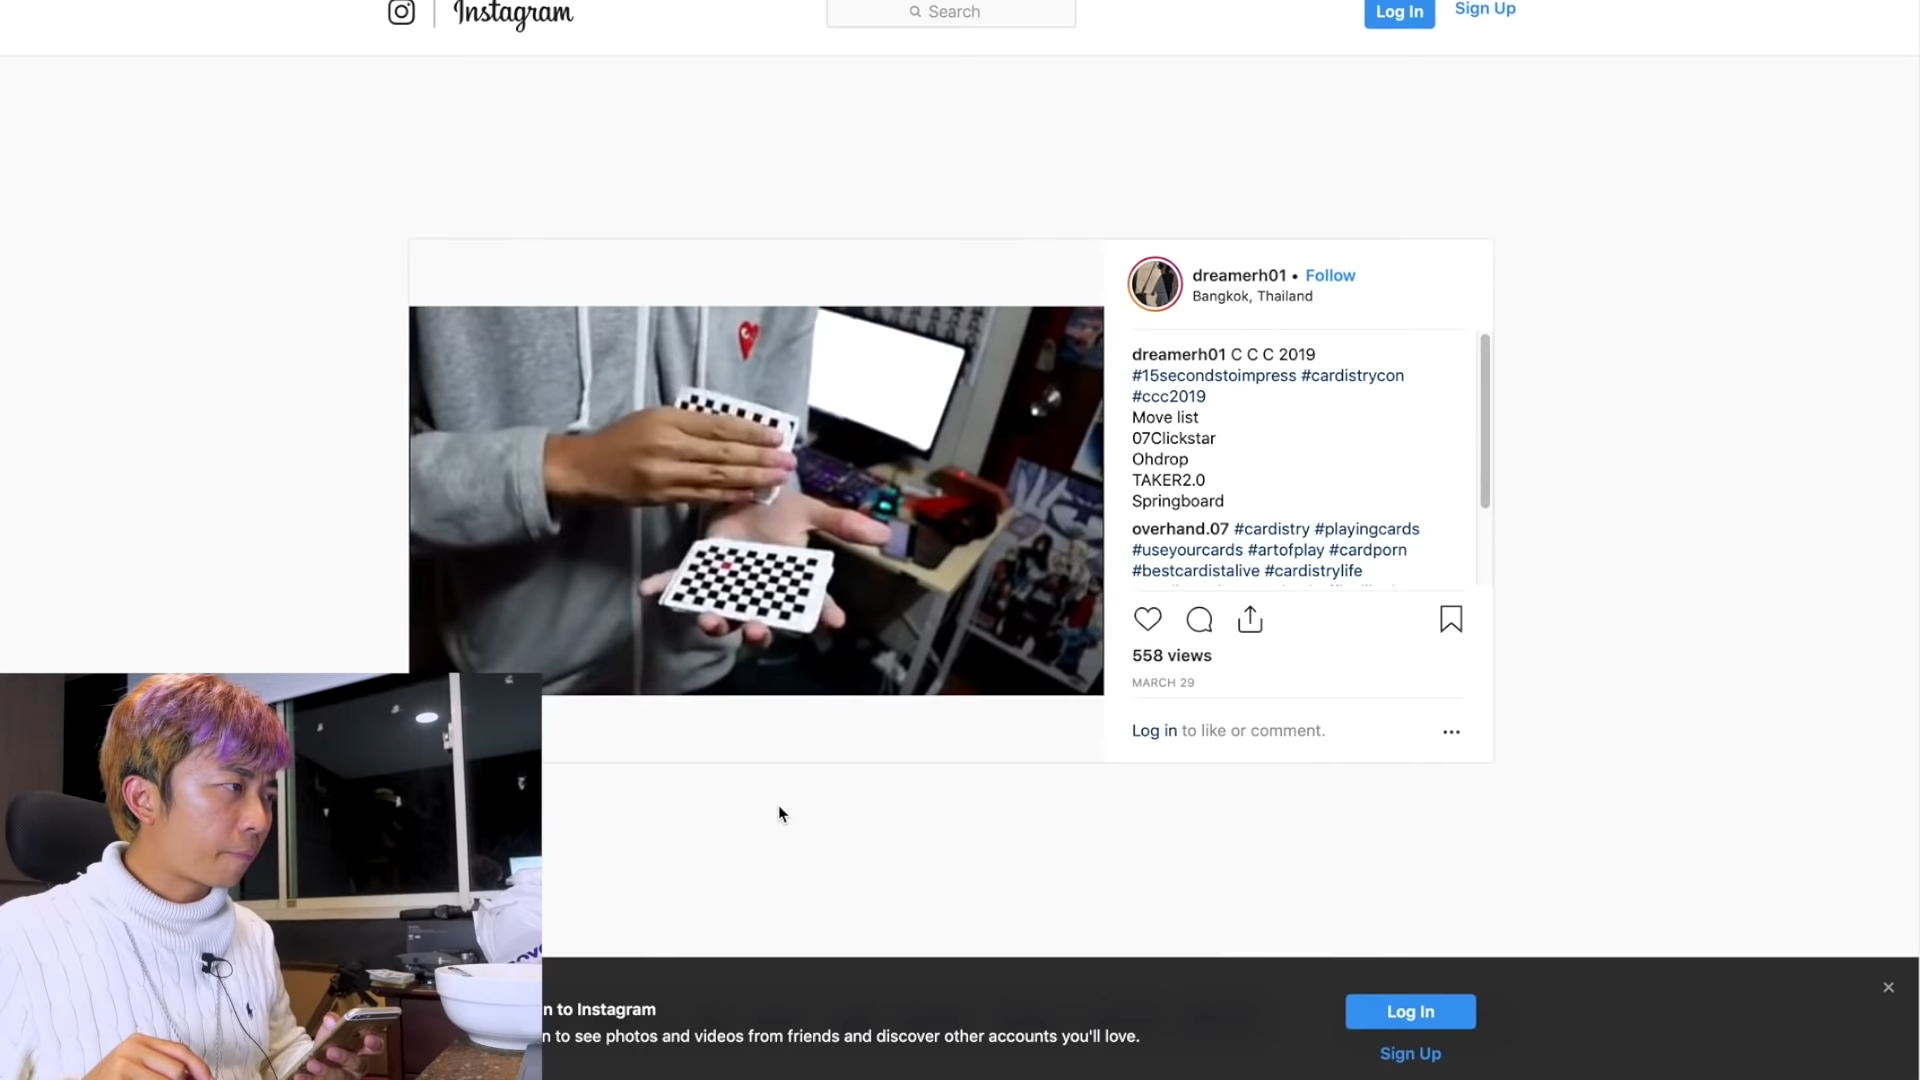 Instagram
Search
Log In
Sign Up
dreamerh01 • Follow
Bangkok, Thailand
dreamerh01 C C C 2019
#15secondstoimpress #cardistrycon
#ccc2019
Move list
07Clickstar
Ohdrop
TAKER2.0
Springboard
overhand.07 #cardistry #playingcards
#useyourcards #artofplay #cardporn
#bestcardistalive #cardistrylife
558 views
MARCH 29
Log in to like or comment.
n to Instagram
n to see photos and videos from friends and discover other accounts you'll love.
Log In
Sign Up